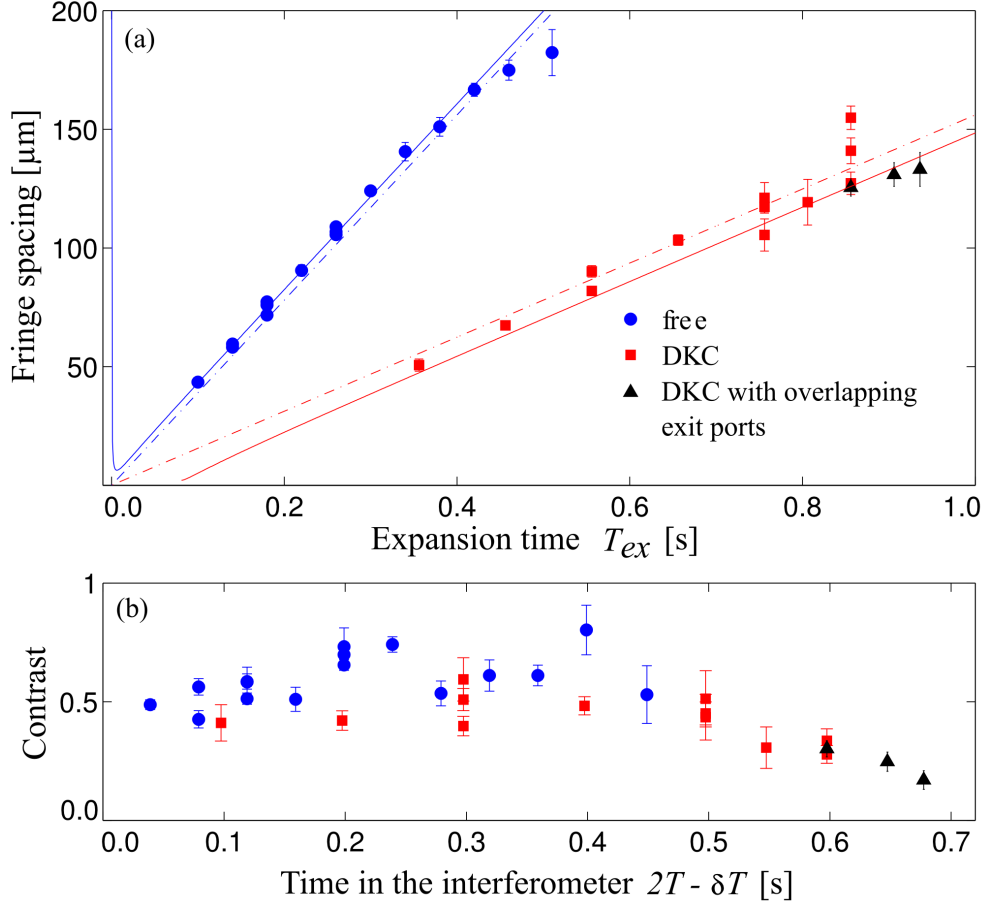 200
(a)
150
100
50
Fringe spacing [µm]
free
DKC
DKC with overlapping
exit ports
0.0 0.2 0.4 0.6 0.8 1.0
Expansion time Tex [s]
1
(b)
0.5
0.0
Contrast
0.0 0.1 0.2 0.3 0.4 0.5 0.6 0.7
Time in the interferometer 2T - δT [s]